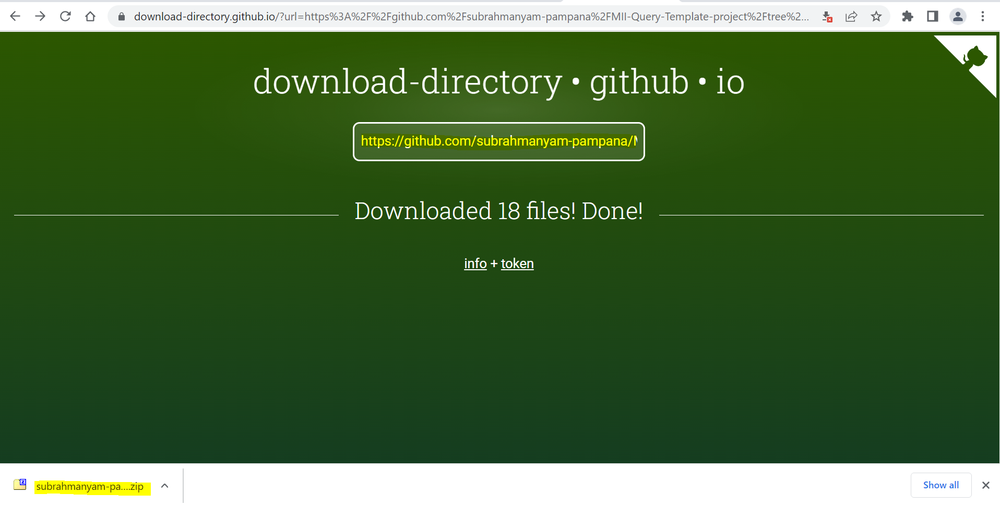 download-directory.github.io/?url=https%3A%2F%2Fgithub.com%2Fsubrahmanyam-pampana%2FMII-Query-Template-project%2Ftree%2...
download-directory • github • io
https://github.com/subrahmanyam-pampana/M
Downloaded 18 files! Done!
info + token
subrahmanyam-pa....zip
Show all